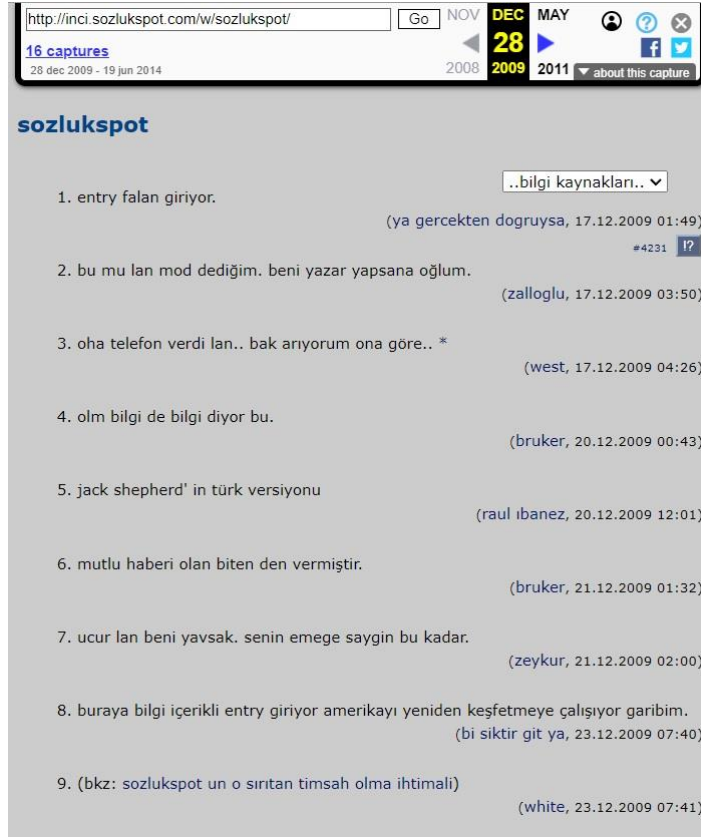 http://inci.sozlukspot.com/w/sozlukspot/ Go NOV DEC MAY
16 captures 28
28 dec 2009 - 19 jun 2014 2008 2009 2011 about this capture
sozlukspot
..bilgi kaynakları..
1. entry falan giriyor.
(ya gercekten dogruysa, 17.12.2009 01:49)
#4231 !?
2. bu mu lan mod dediğim. beni yazar yapsana oğlum.
(zalloglu, 17.12.2009 03:50)
3. oha telefon verdi lan.. bak arıyorum ona göre.. *
(west, 17.12.2009 04:26)
4. olm bilgi de bilgi diyor bu.
(bruker, 20.12.2009 00:43)
5. jack shepherd' in türk versiyonu
(raul ıbanez, 20.12.2009 12:01)
6. mutlu haberi olan biten den vermiştir.
(bruker, 21.12.2009 01:32)
7. ucur lan beni yavsak. senin emege saygin bu kadar.
(zeykur, 21.12.2009 02:00)
8. buraya bilgi içerikli entry giriyor amerikayı yeniden keşfetmeye çalışıyor garibim.
(bi siktir git ya, 23.12.2009 07:40)
9. (bkz: sozlukspot un o sırıtan timsah olma ihtimali)
(white, 23.12.2009 07:41)